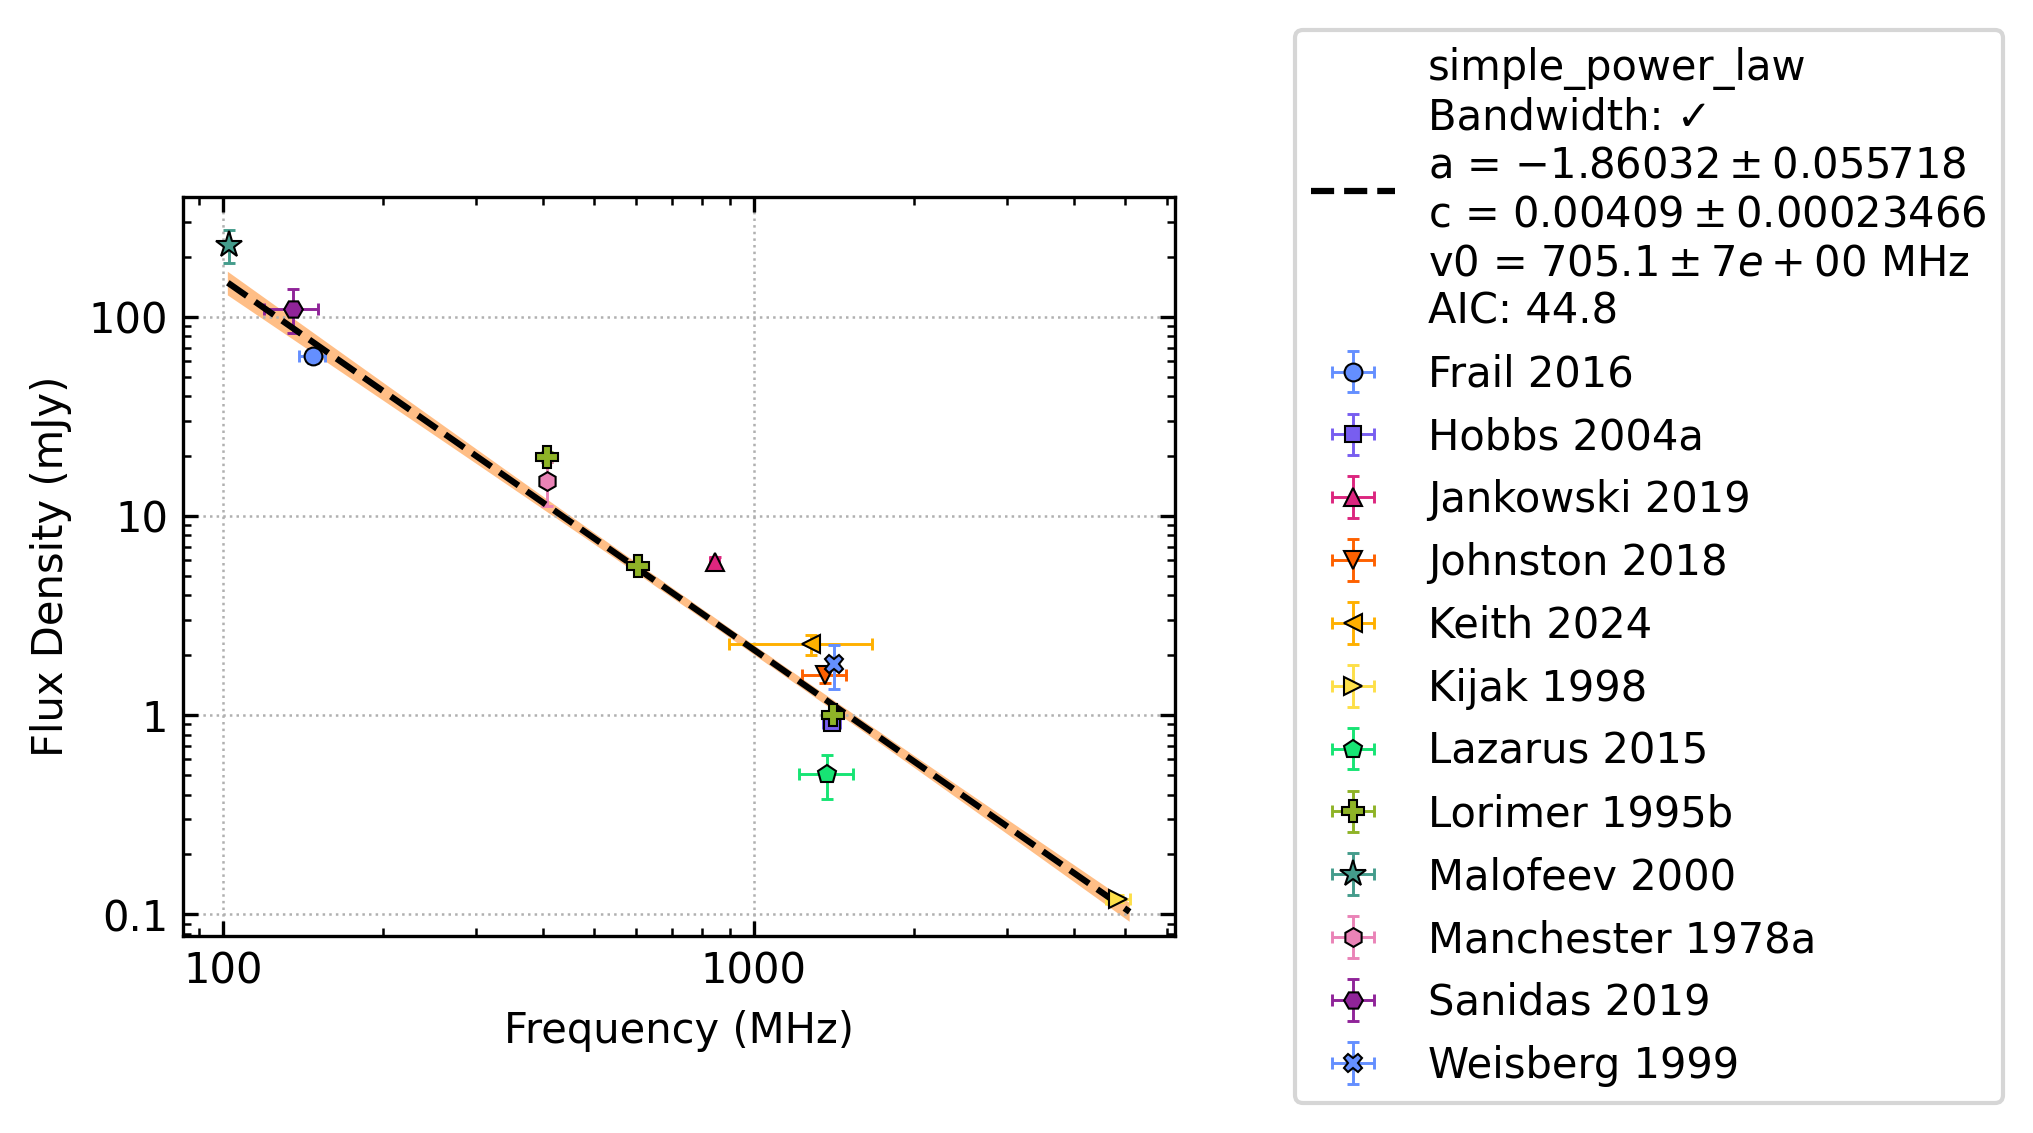 simple_power_law
Bandwidth: ✓
a = −1.86032 ± 0.055718
c = 0.00409 ± 0.00023466
v0 = 705.1 ± 7e + 00 MHz
AIC: 44.8
Frail 2016
Hobbs 2004a
Jankowski 2019
Johnston 2018
Keith 2024
Kijak 1998
Lazarus 2015
Lorimer 1995b
Malofeev 2000
Manchester 1978a
Sanidas 2019
Weisberg 1999
Flux Density (mJy)
100
10
1
0.1
100
1000
Frequency (MHz)